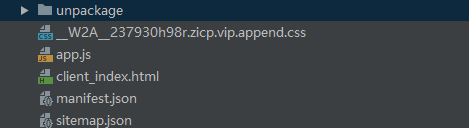 unpackage
__W2A__237930h98r.zicp.vip.append.css
app.js
client_index.html
manifest.json
sitemap.json